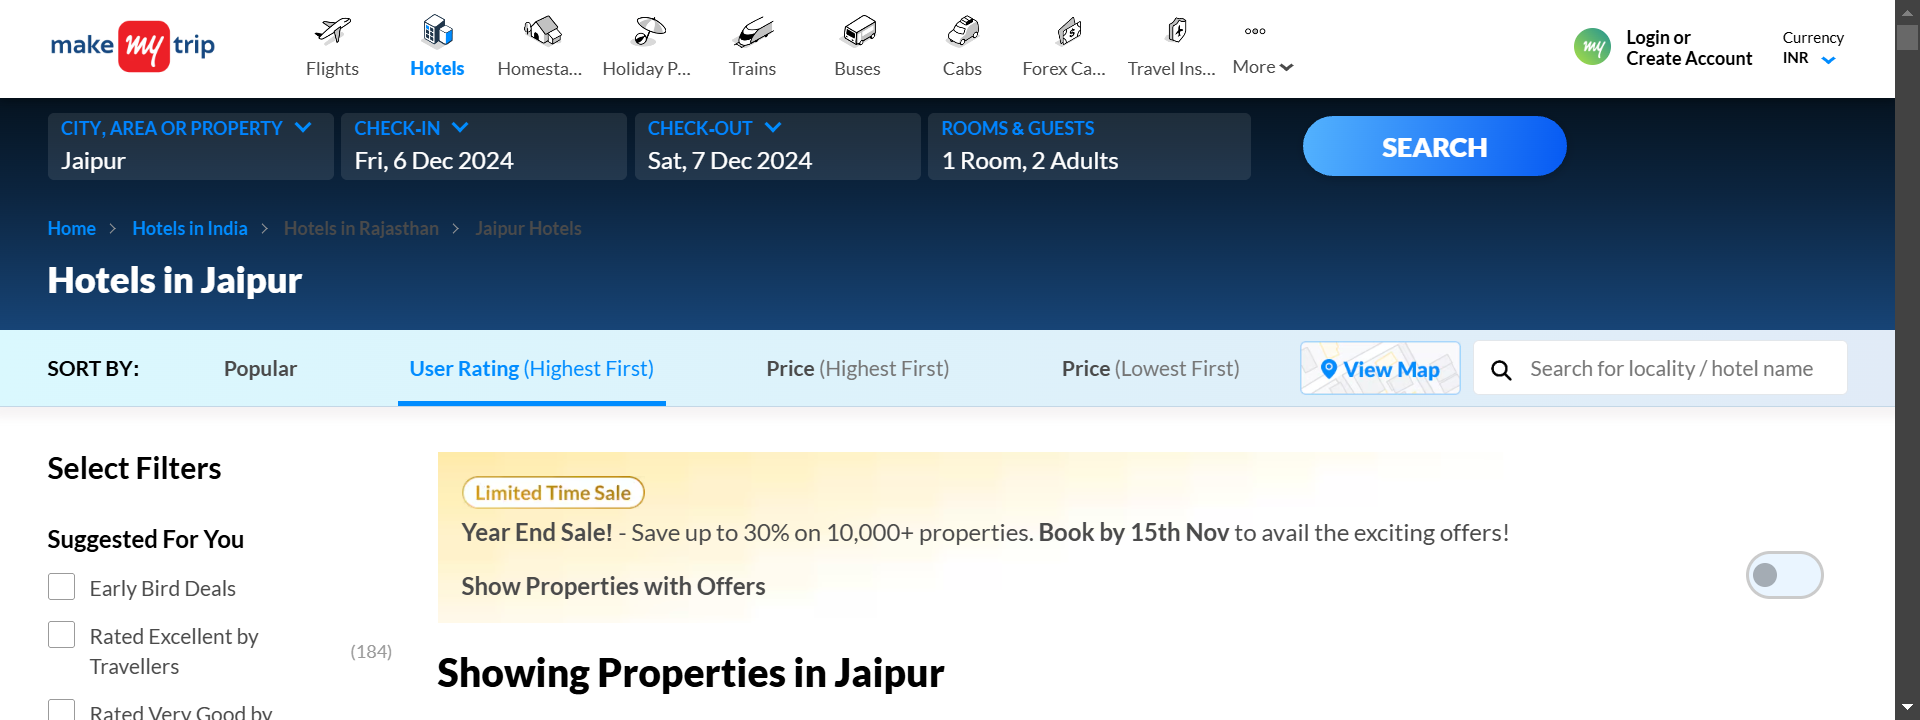 make my trip
Flights
Hotels
Homesta...
Holiday P...
Trains
Buses
Cabs
Forex Ca...
Travel Ins...
More
my
Login or
Create Account
Currency
INR
CITY, AREA OR PROPERTY
Jaipur
CHECK-IN
Fri, 6 Dec 2024
CHECK-OUT
Sat, 7 Dec 2024
ROOMS & GUESTS
1 Room, 2 Adults
SEARCH
Home > Hotels in India > Hotels in Rajasthan > Jaipur Hotels
Hotels in Jaipur
SORT BY:
Popular
User Rating (Highest First)
Price (Highest First)
Price (Lowest First)
View Map
Search for locality / hotel name
Select Filters
Suggested For You
Early Bird Deals
Rated Excellent by
Travellers
(184)
Rated Very Good by
Limited Time Sale
Year End Sale! - Save up to 30% on 10,000+ properties. Book by 15th Nov to avail the exciting offers!
Show Properties with Offers
Showing Properties in Jaipur